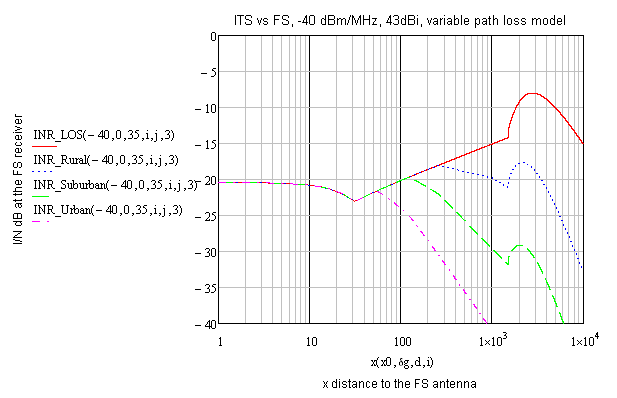 ITS vs FS, -40 dBm/MHz, 43dBi, variable path loss model
I/N dB at the FS receiver
INR_LOS(− 40,0,35,i,j,3)
INR_Rural(− 40,0,35,i,j,3)
INR_Suburban(− 40,0,35,i,j,3)
INR_Urban(− 40,0,35,i,j,3)
0
− 5
− 10
− 15
− 20
− 25
− 30
− 35
− 40
1 10 100 1×10³ 1×10⁴
x(x0,δg,d,i)
x distance to the FS antenna